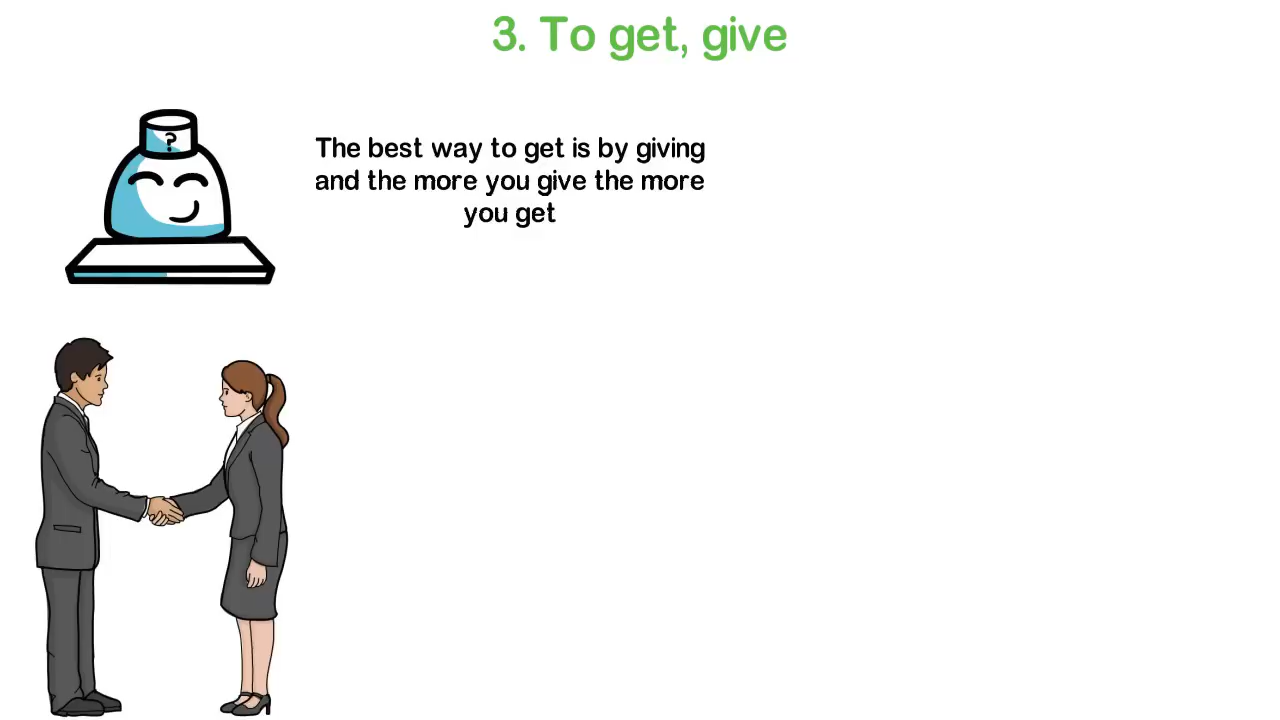 3. To get, give
?
The best way to get is by giving
and the more you give the more
you get